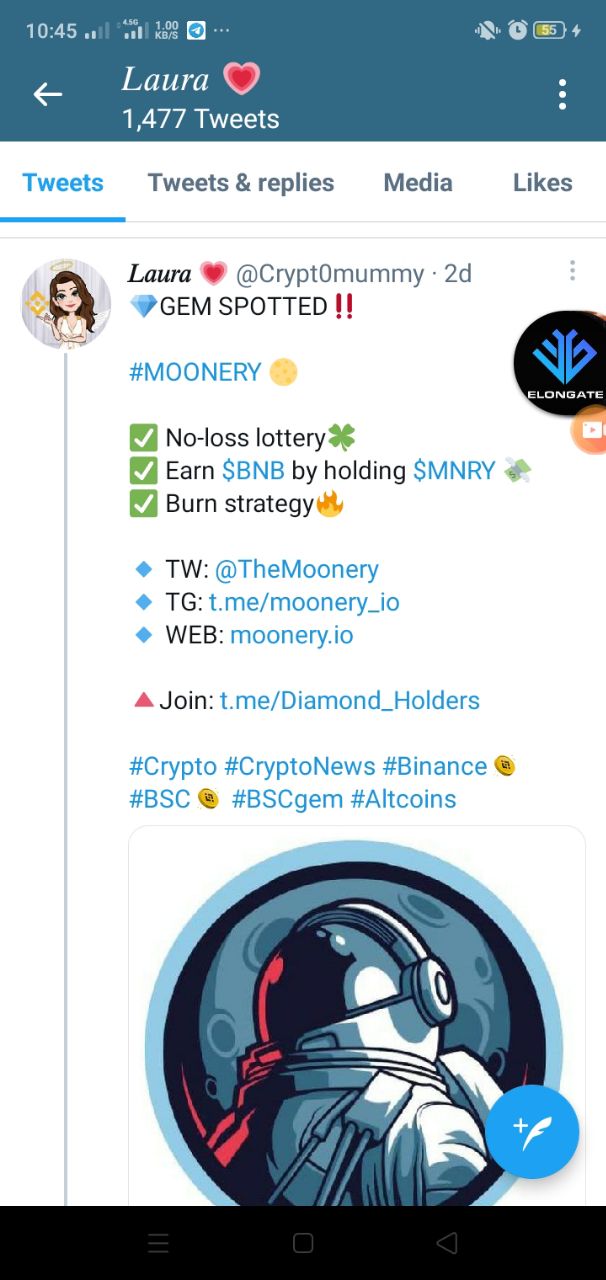 10:45 4.5G 1.00 KB/S ... 55
Laura 💗
1,477 Tweets
Tweets Tweets & replies Media Likes
Laura 💗 @Crypt0mummy · 2d
💎GEM SPOTTED‼️
#MOONERY 🌕
✅ No-loss lottery🍀
✅ Earn $BNB by holding $MNRY 💸
✅ Burn strategy🔥
🔹 TW: @TheMoonery
🔹 TG: t.me/moonery_io
🔹 WEB: moonery.io
🔺Join: t.me/Diamond_Holders
#Crypto #CryptoNews #Binance
#BSC #BSCgem #Altcoins
ELONGATE